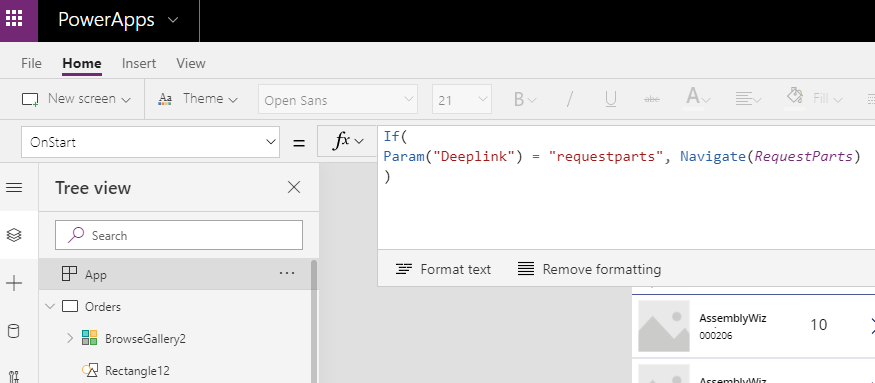 PowerApps
File Home Insert View
New screen Theme Open Sans 21 B / U abc A Fill
OnStart = fx If(
Param("Deeplink") = "requestparts", Navigate(RequestParts)
)
Tree view
Search
Format text Remove formatting
App ...
Orders
AssemblyWiz 10
000206
BrowseGallery2
Rectangle12
AssemblyWiz